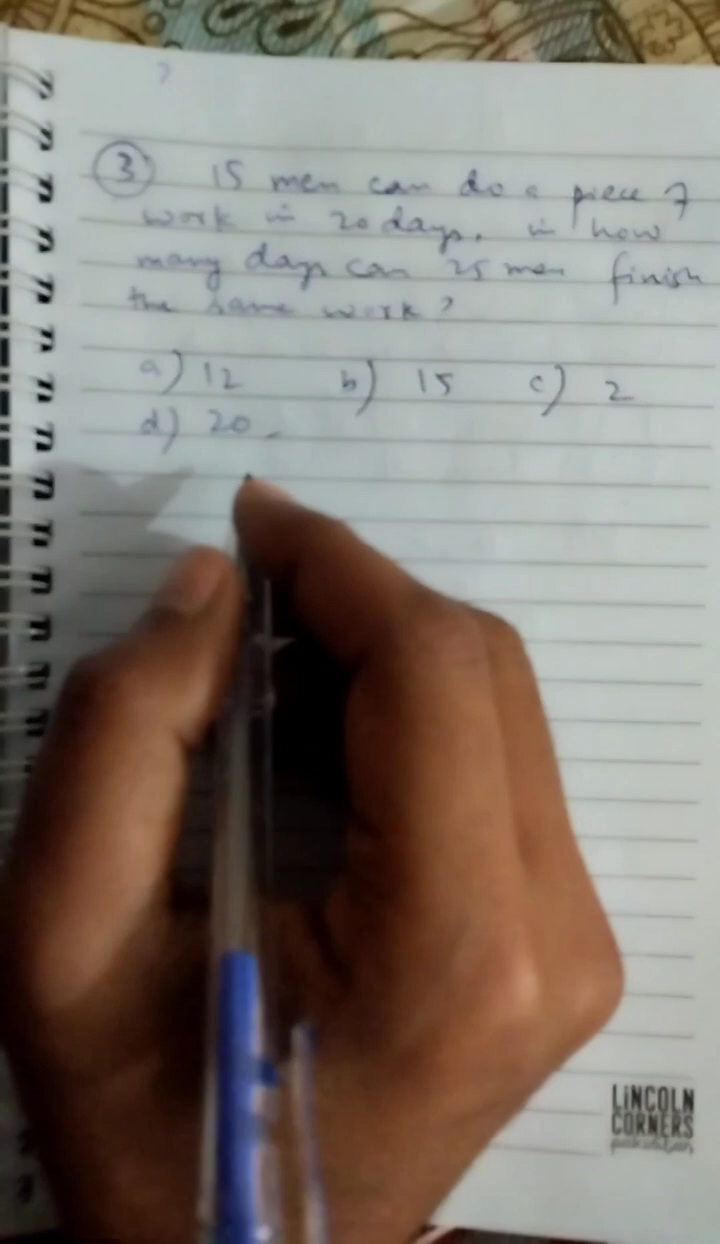 3 15 men can do a piece of
work in 20 days. in how
many days can 25 men finish
the same work?
a) 12 b) 15 c) 2
d) 20
LiNCOLN
CORNERS